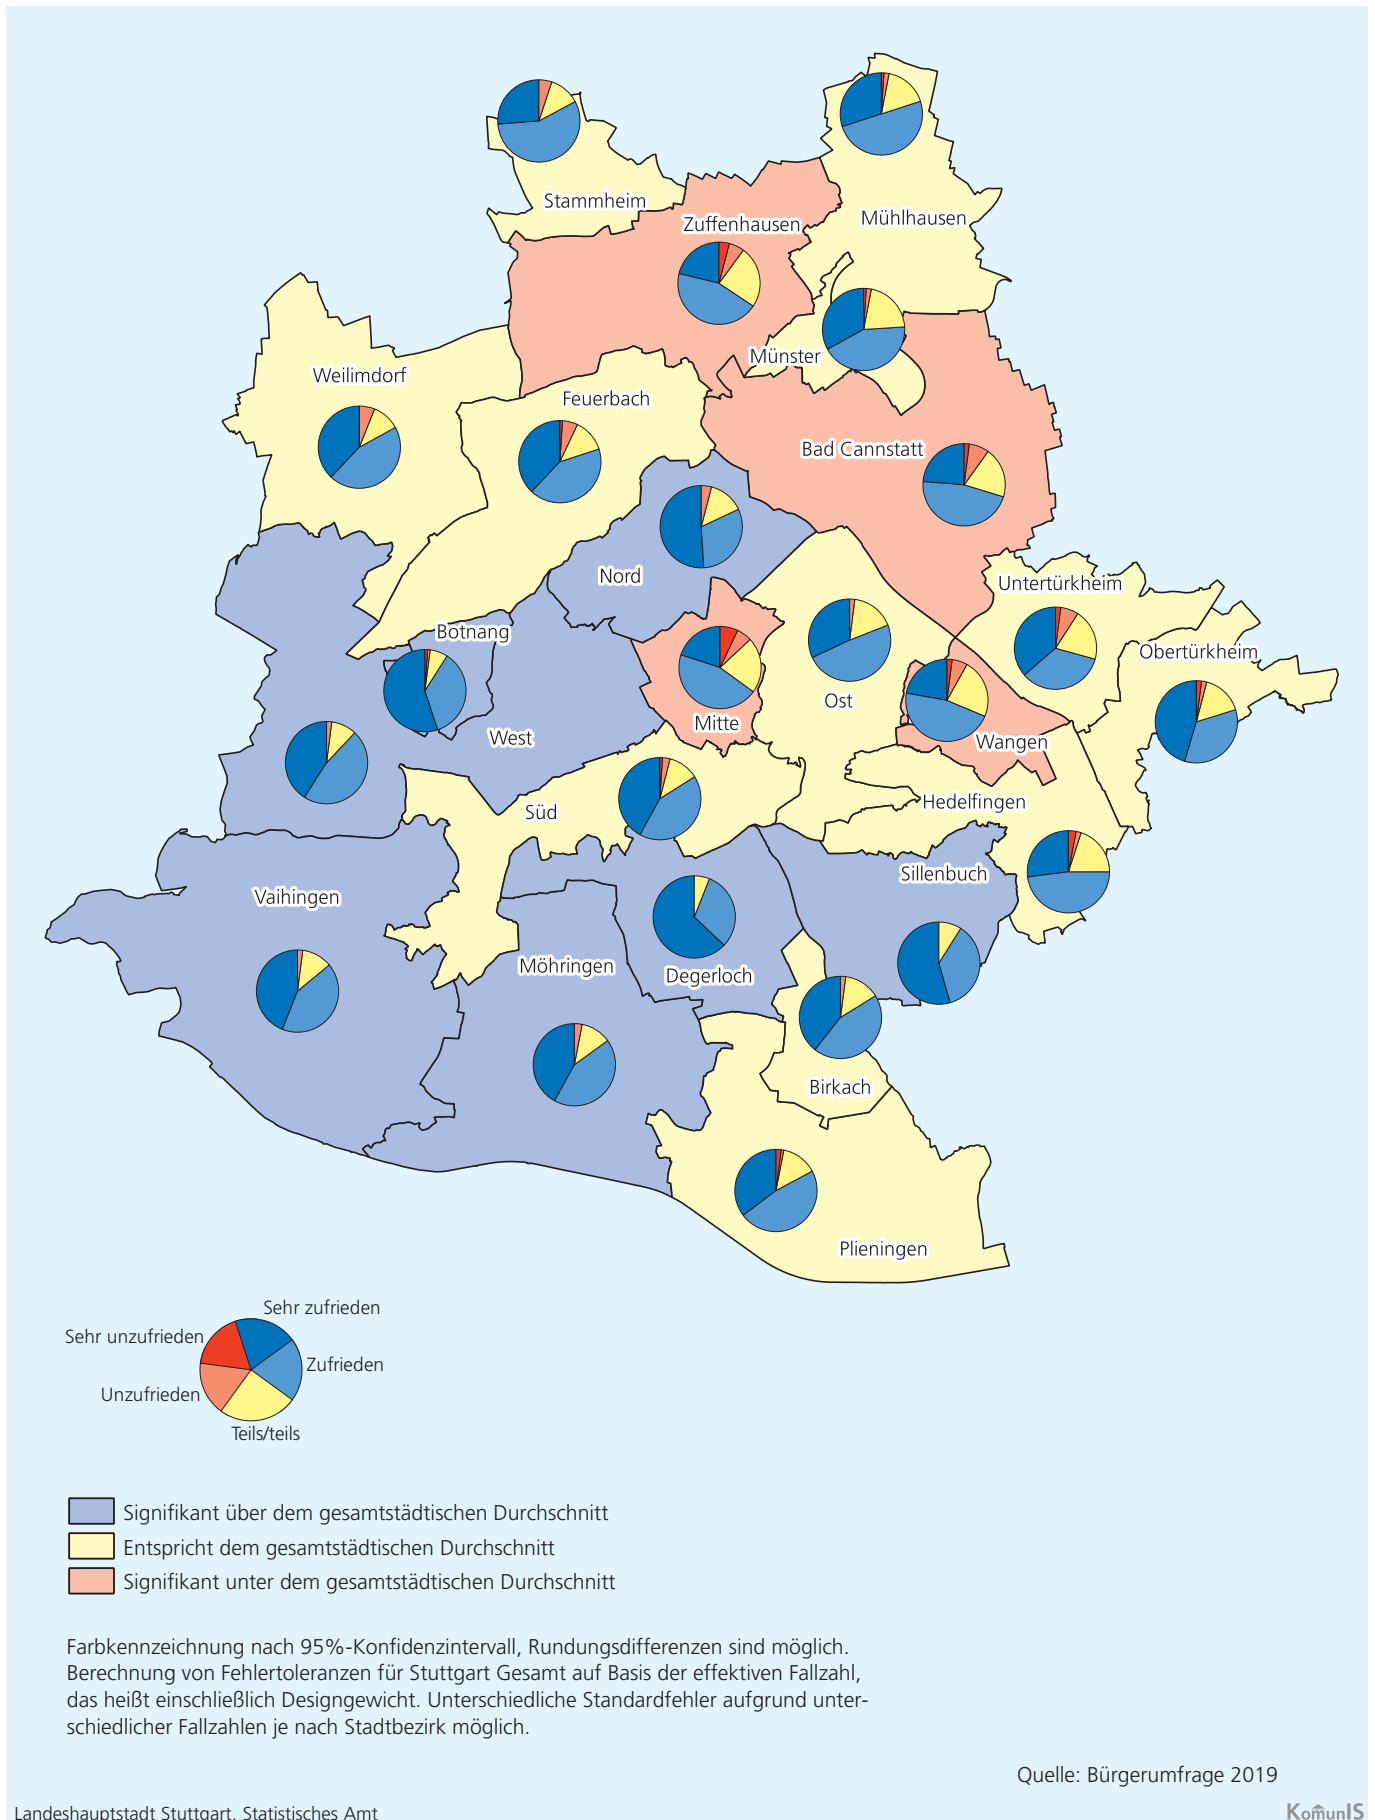 Stammheim
Zuffenhausen
Mühlhausen
Münster
Weilimdorf
Feuerbach
Bad Cannstatt
Nord
Untertürkheim
Botnang
Obertürkheim
Ost
Mitte
West
Wangen
Süd
Hedelfingen
Sillenbuch
Vaihingen
Möhringen
Degerloch
Birkach
Plieningen
Sehr zufrieden
Sehr unzufrieden
Zufrieden
Unzufrieden
Teils/teils
Signifikant über dem gesamtstädtischen Durchschnitt
Entspricht dem gesamtstädtischen Durchschnitt
Signifikant unter dem gesamtstädtischen Durchschnitt
Farbkennzeichnung nach 95%-Konfidenzintervall, Rundungsdifferenzen sind möglich.
Berechnung von Fehlertoleranzen für Stuttgart Gesamt auf Basis der effektiven Fallzahl,
das heißt einschließlich Designgewicht. Unterschiedliche Standardfehler aufgrund unter-
schiedlicher Fallzahlen je nach Stadtbezirk möglich.
Quelle: Bürgerumfrage 2019
Landeshauptstadt Stuttgart, Statistisches Amt
KomunIS